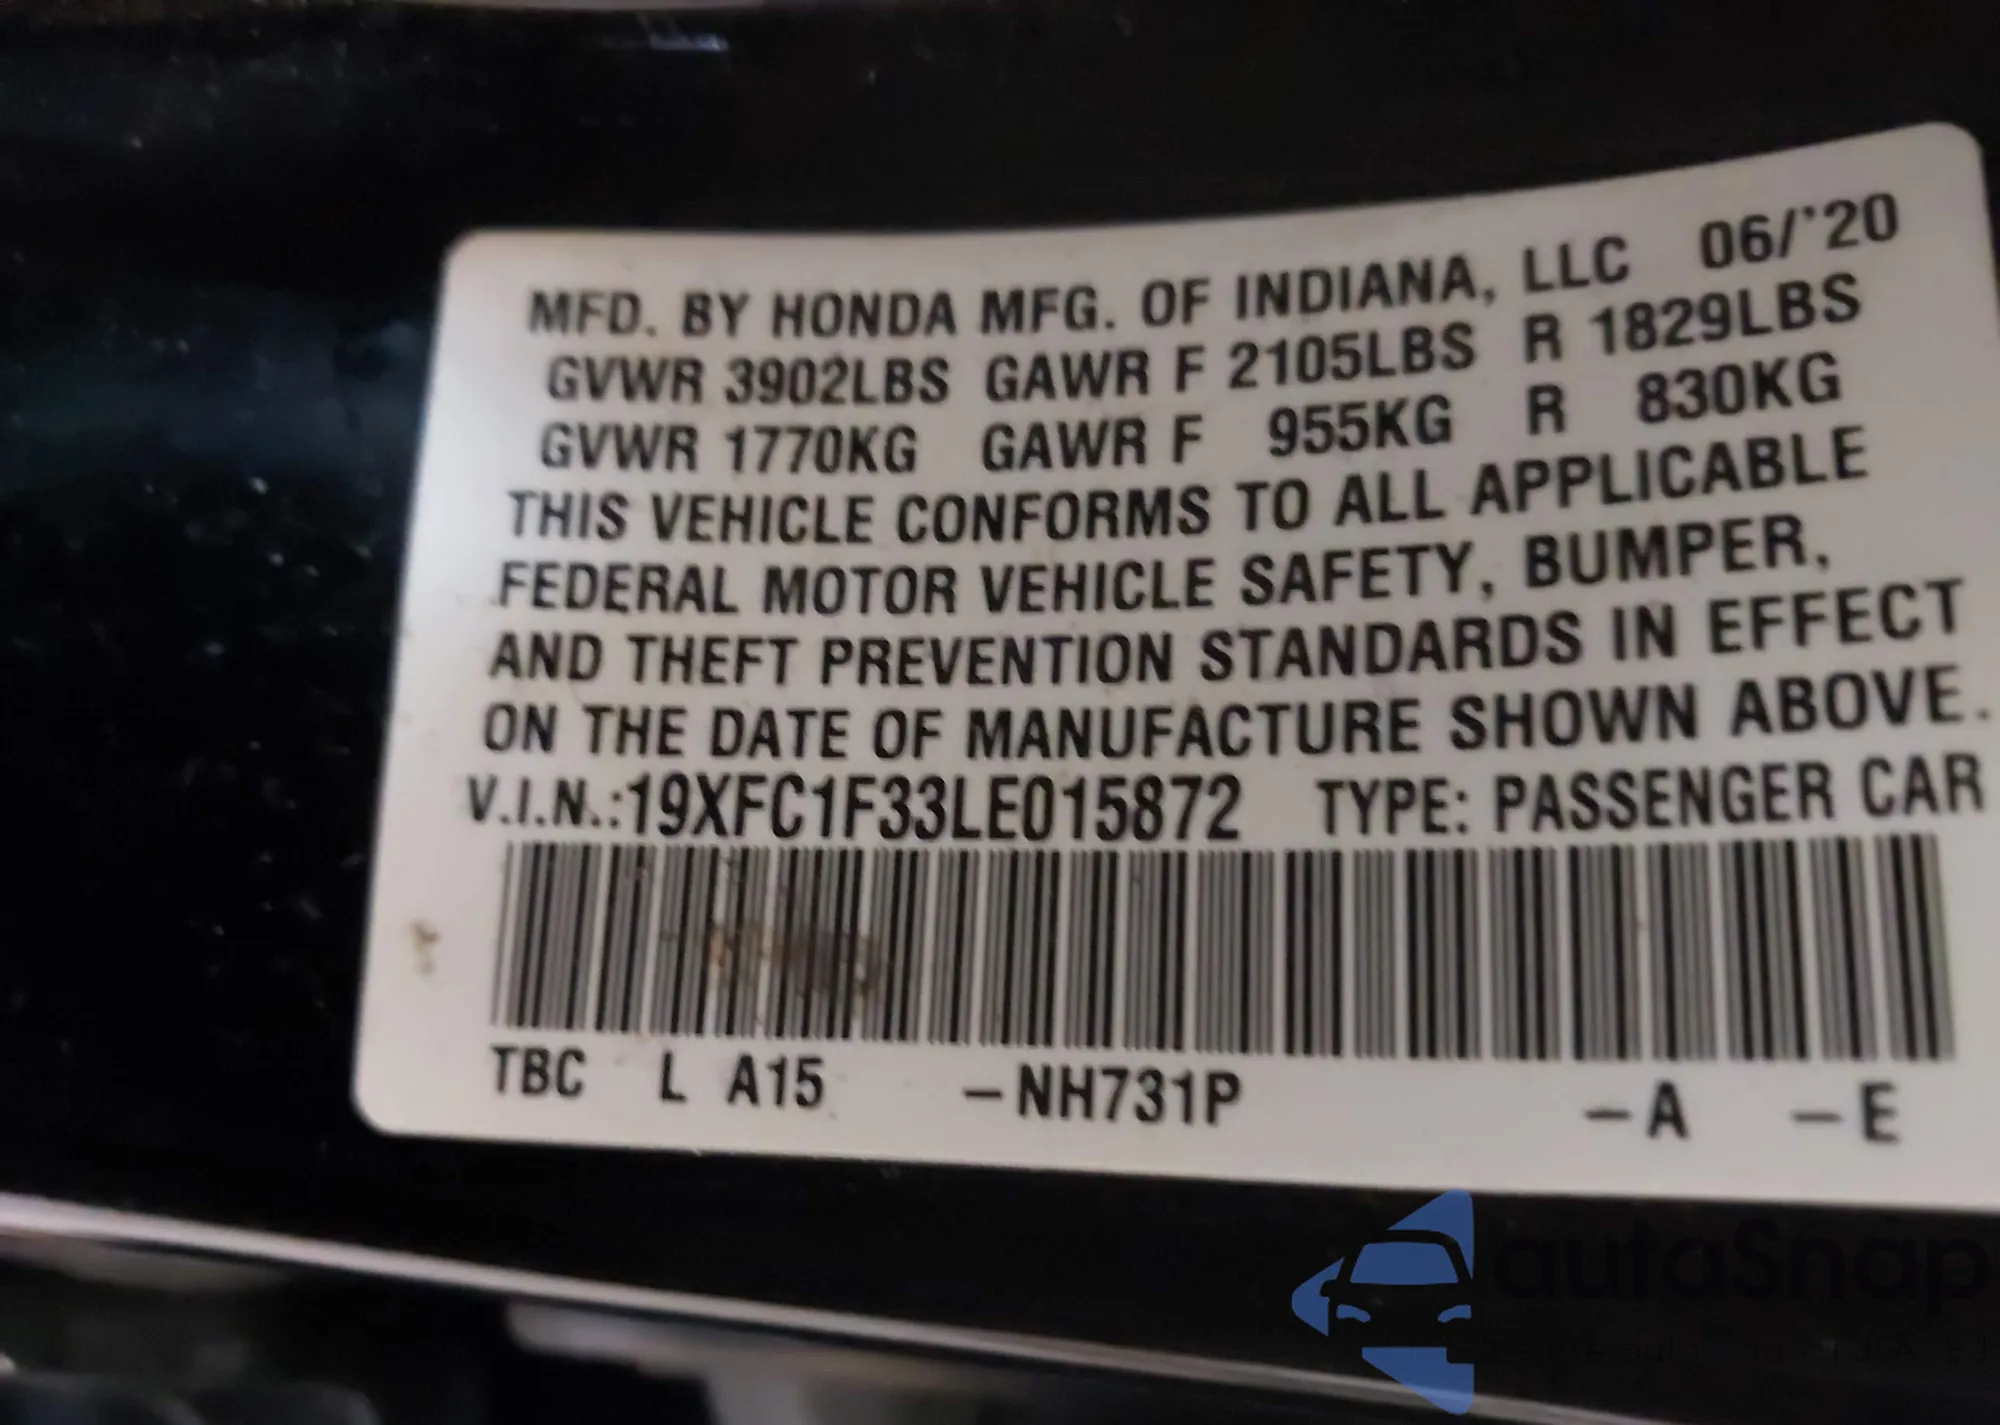 MFD. BY HONDA MFG. OF INDIANA, LLC 06/'20
GVWR 3902LBS GAWR F 2105LBS R 1829LBS
GVWR 1770KG GAWR F 955KG R 830KG
THIS VEHICLE CONFORMS TO ALL APPLICABLE
FEDERAL MOTOR VEHICLE SAFETY, BUMPER,
AND THEFT PREVENTION STANDARDS IN EFFECT
ON THE DATE OF MANUFACTURE SHOWN ABOVE.
V.I.N.:19XFC1F33LE015872 TYPE: PASSENGER CAR
TBC L A15 -NH731P -A -E
autaSnap